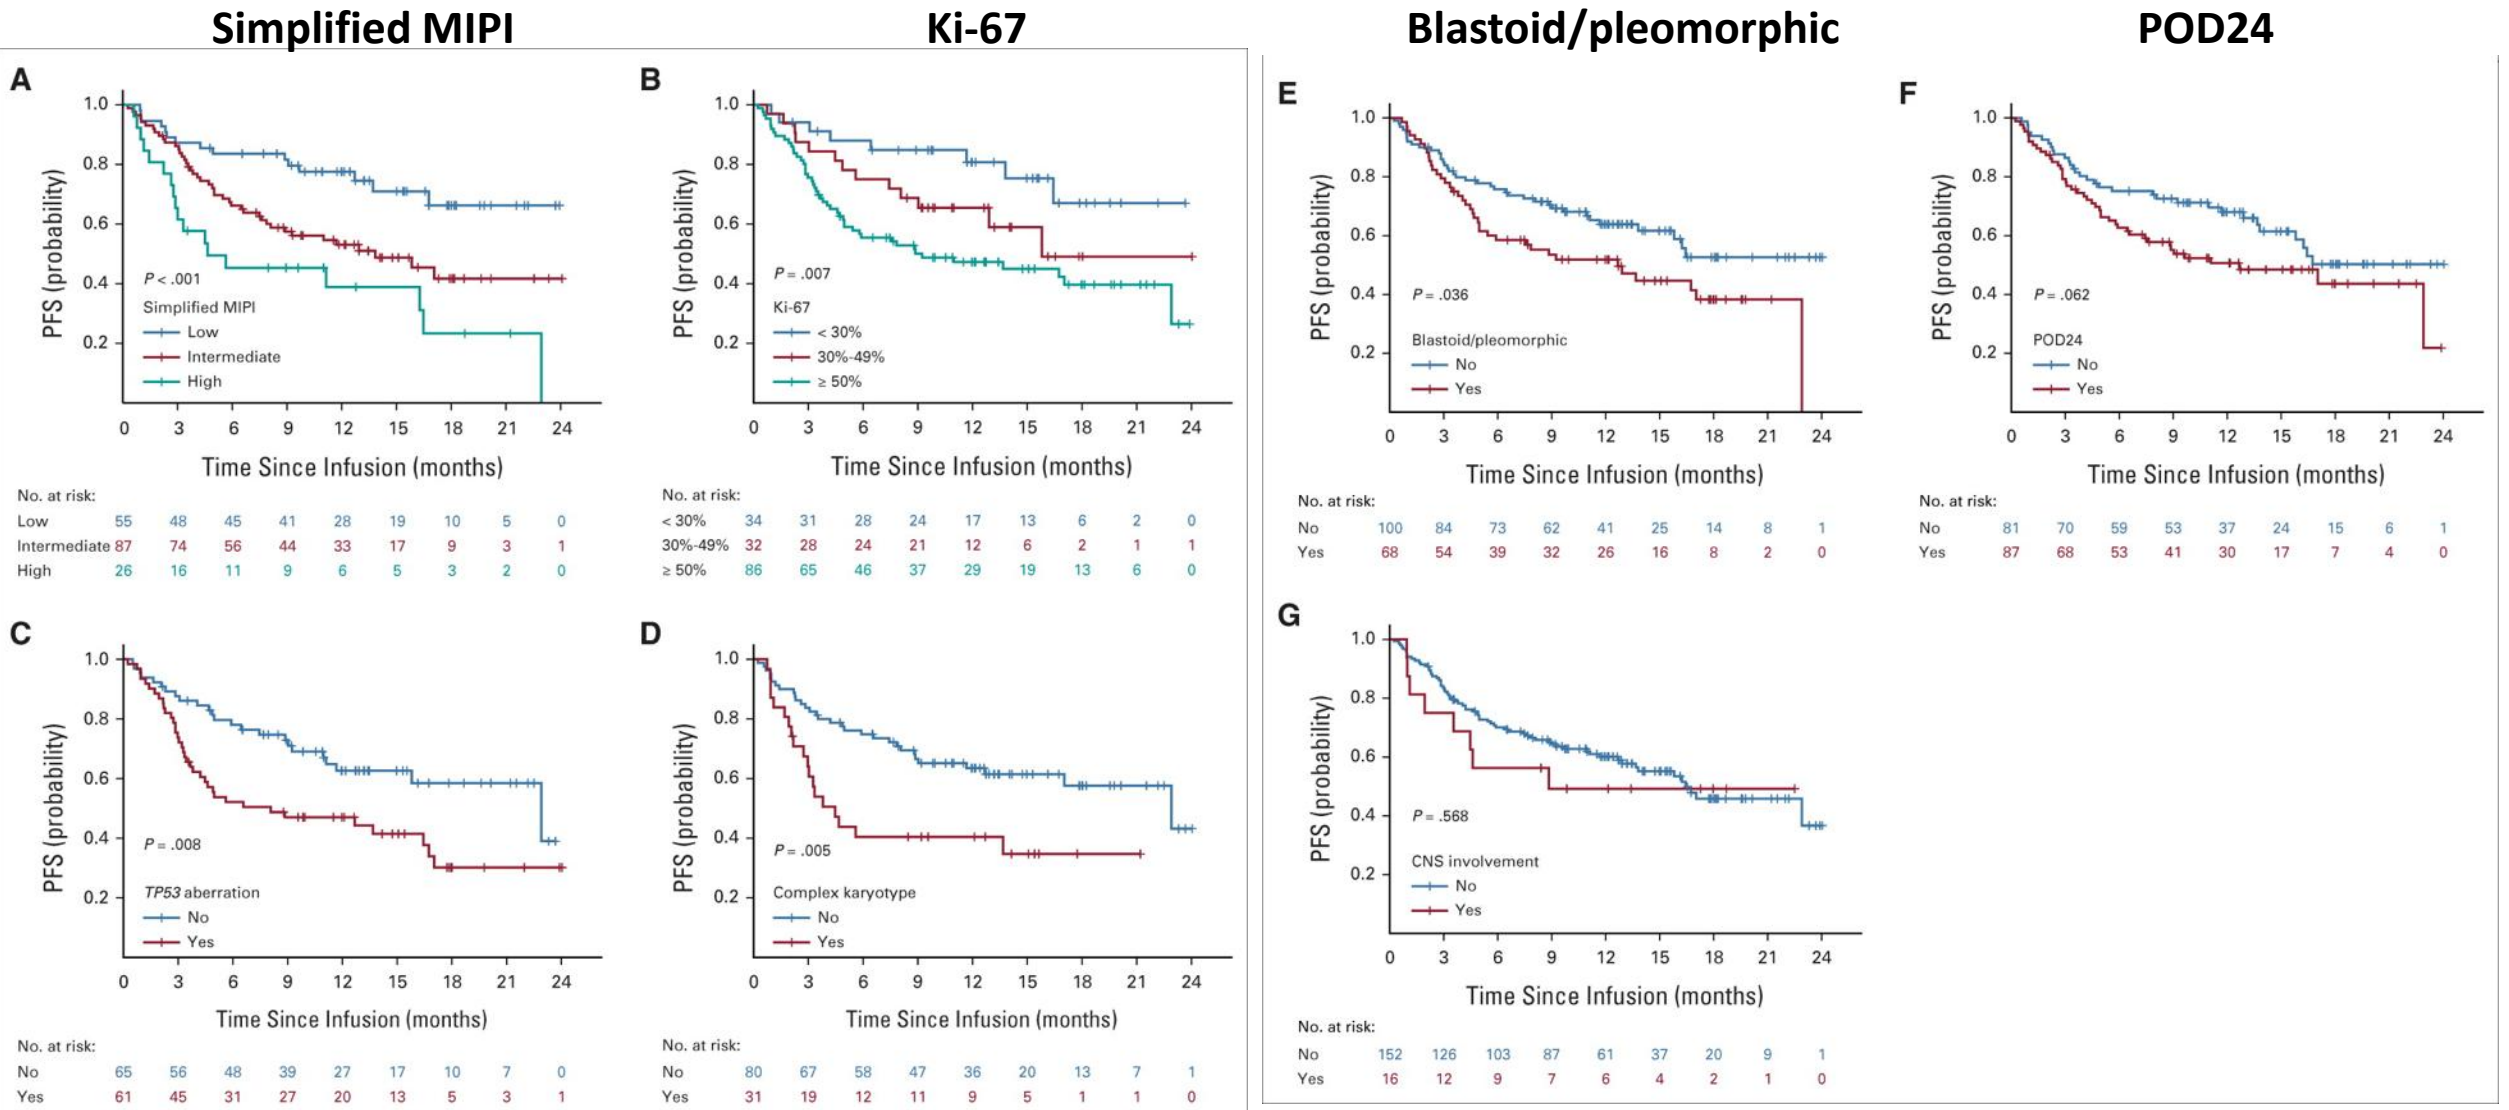 Simplified MIPI
Ki-67
Blastoid/pleomorphic
POD24
A
PFS (probability)
1.0
0.8
0.6
0.4
0.2
P < .001
Simplified MIPI
Low
Intermediate
High
0 3 6 9 12 15 18 21 24
Time Since Infusion (months)
No. at risk:
Low 55 48 45 41 28 19 10 5 0
Intermediate 87 74 56 44 33 17 9 3 1
High 26 16 11 9 6 5 3 2 0
B
PFS (probability)
1.0
0.8
0.6
0.4
0.2
P = .007
Ki-67
< 30%
30%-49%
≥ 50%
0 3 6 9 12 15 18 21 24
Time Since Infusion (months)
No. at risk:
< 30% 34 31 28 24 17 13 6 2 0
30%-49% 32 28 24 21 12 6 2 1 1
≥ 50% 86 65 46 37 29 19 13 6 0
C
PFS (probability)
1.0
0.8
0.6
0.4
0.2
P = .008
TP53 aberration
No
Yes
0 3 6 9 12 15 18 21 24
Time Since Infusion (months)
No. at risk:
No 65 56 48 39 27 17 10 7 0
Yes 61 45 31 27 20 13 5 3 1
D
PFS (probability)
1.0
0.8
0.6
0.4
0.2
P = .005
Complex karyotype
No
Yes
0 3 6 9 12 15 18 21 24
Time Since Infusion (months)
No. at risk:
No 80 67 58 47 36 20 13 7 1
Yes 31 19 12 11 9 5 1 1 0
E
PFS (probability)
1.0
0.8
0.6
0.4
0.2
P = .036
Blastoid/pleomorphic
No
Yes
0 3 6 9 12 15 18 21 24
Time Since Infusion (months)
No. at risk:
No 100 84 73 62 41 25 14 8 1
Yes 68 54 39 32 26 16 8 2 0
F
PFS (probability)
1.0
0.8
0.6
0.4
0.2
P = .062
POD24
No
Yes
0 3 6 9 12 15 18 21 24
Time Since Infusion (months)
No. at risk:
No 81 70 59 53 37 24 15 6 1
Yes 87 68 53 41 30 17 7 4 0
G
PFS (probability)
1.0
0.8
0.6
0.4
0.2
P = .568
CNS involvement
No
Yes
0 3 6 9 12 15 18 21 24
Time Since Infusion (months)
No. at risk:
No 152 126 103 87 61 37 20 9 1
Yes 16 12 9 7 6 4 2 1 0